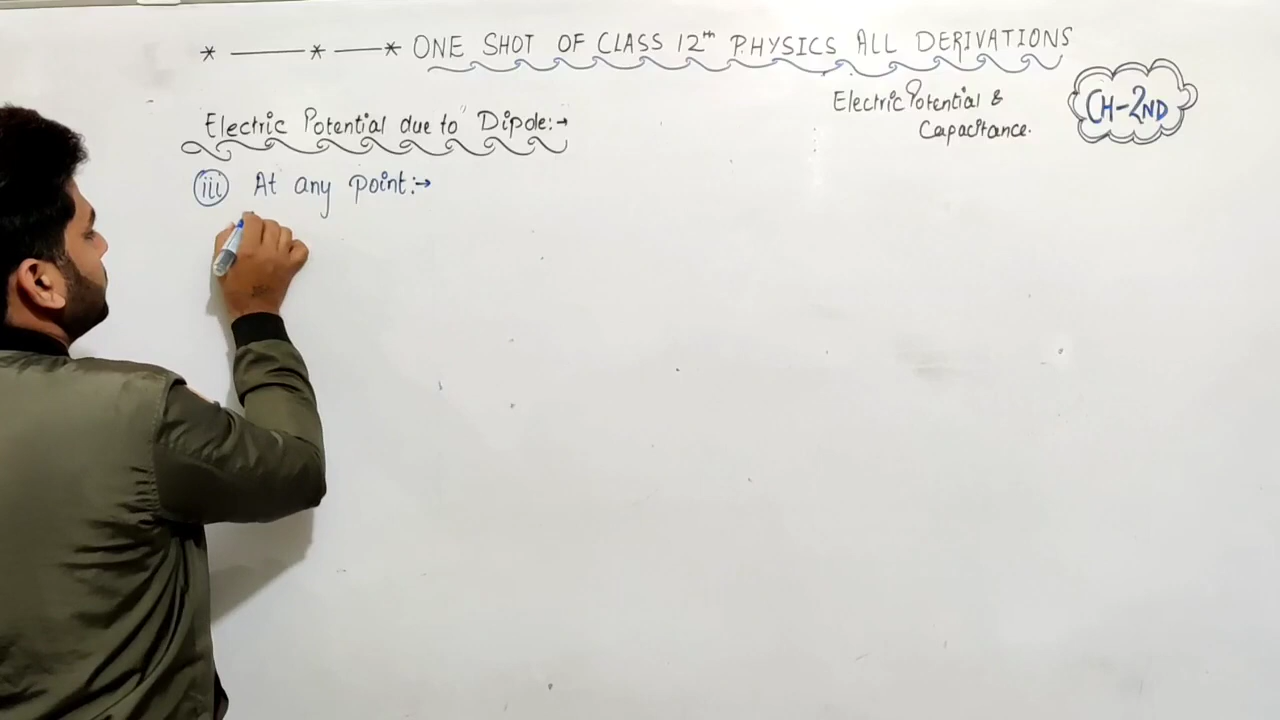 * —— * — * ONE SHOT OF CLASS 12th PHYSICS ALL DERIVATIONS
Electric Potential &
Capacitance.
CH-2ND
Electric Potential due to Dipole:→
(iii) At any point:→